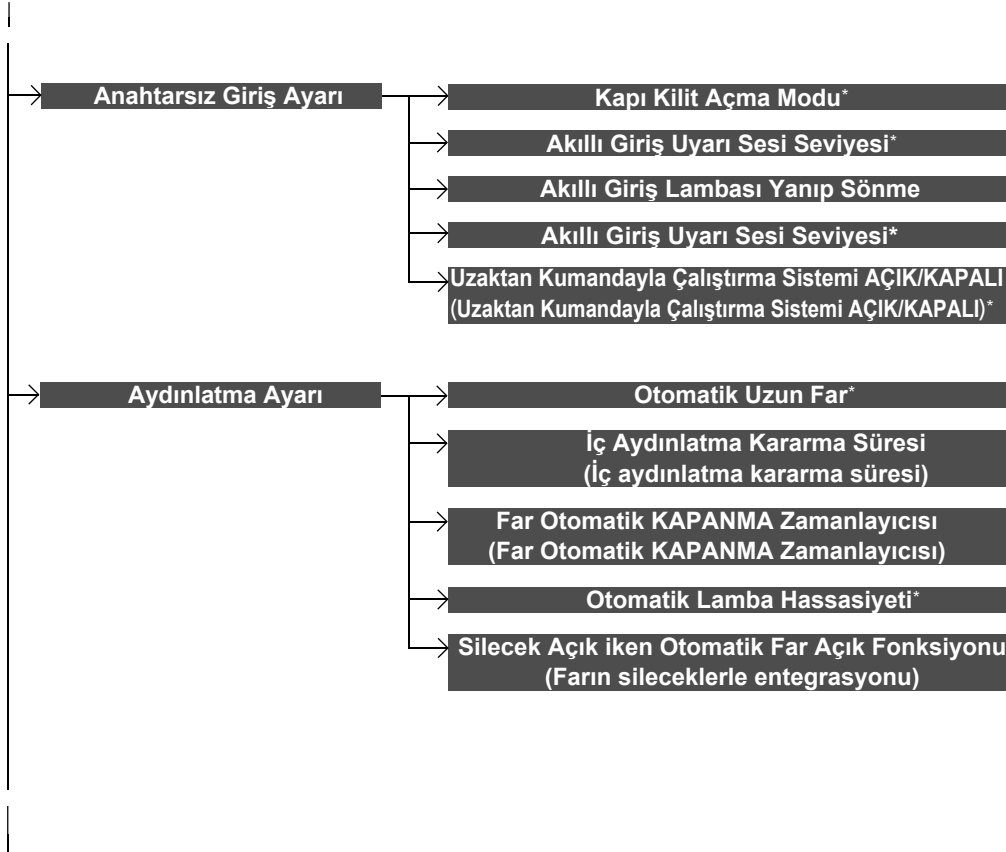 Anahtarsız Giriş Ayarı
Kapı Kilit Açma Modu*
Akıllı Giriş Uyarı Sesi Seviyesi*
Akıllı Giriş Lambası Yanıp Sönme
Akıllı Giriş Uyarı Sesi Seviyesi*
Uzaktan Kumandayla Çalıştırma Sistemi AÇIK/KAPALI
(Uzaktan Kumandayla Çalıştırma Sistemi AÇIK/KAPALI)*
Aydınlatma Ayarı
Otomatik Uzun Far*
İç Aydınlatma Kararma Süresi
(İç aydınlatma kararma süresi)
Far Otomatik KAPANMA Zamanlayıcısı
(Far Otomatik KAPANMA Zamanlayıcısı)
Otomatik Lamba Hassasiyeti*
Silecek Açık iken Otomatik Far Açık Fonksiyonu
(Farın sileceklerle entegrasyonu)